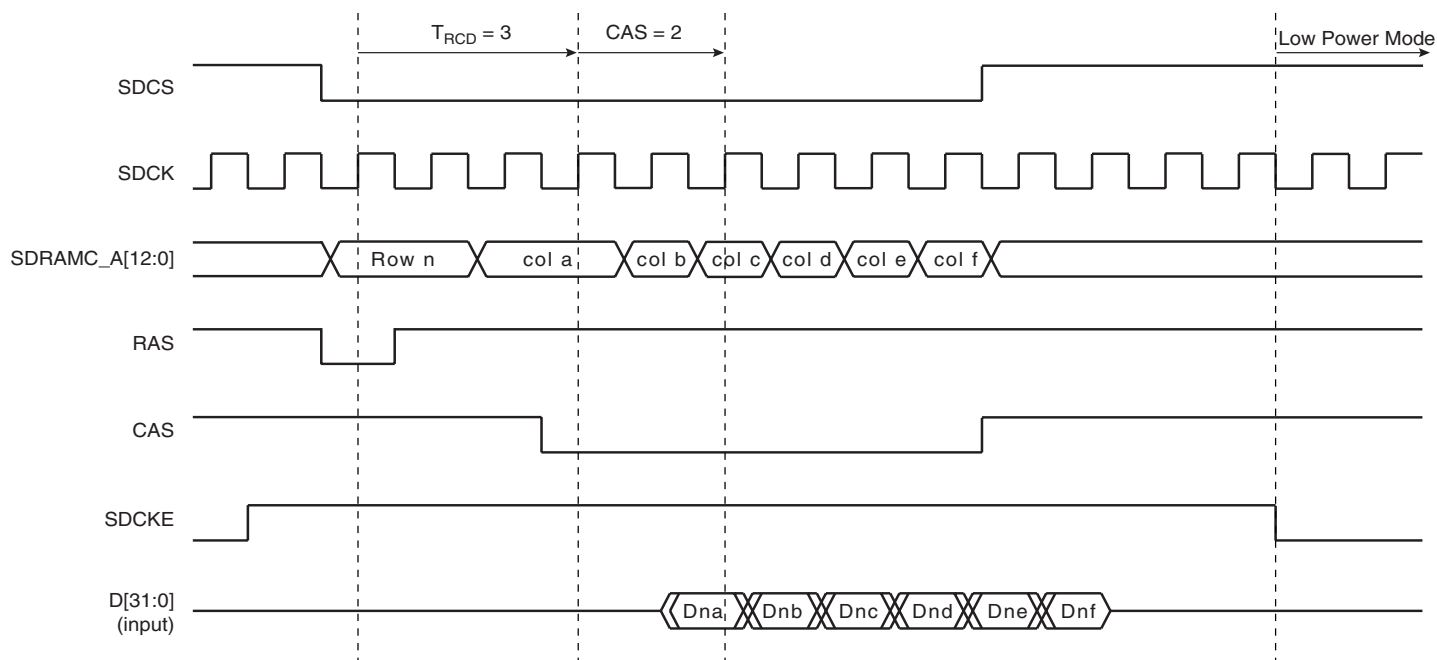 T_RCD = 3
CAS = 2
Low Power Mode
SDCS
SDCK
SDRAMC_A[12:0]
Row n
col a
col b
col c
col d
col e
col f
RAS
CAS
SDCKE
D[31:0]
(input)
Dna
Dnb
Dnc
Dnd
Dne
Dnf